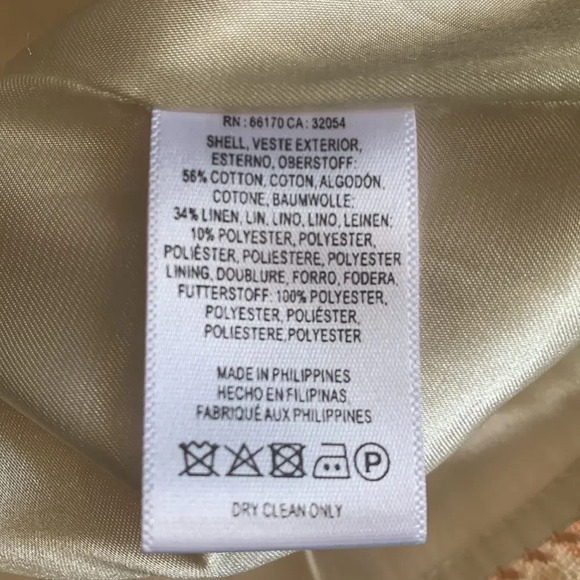 RN: 66170 CA: 32054
SHELL, VESTE EXTERIOR,
ESTERNO, OBERSTOFF:
56% COTTON, COTON, ALGODÓN,
COTONE, BAUMWOLLE:
34% LINEN, LIN, LINO, LINO, LEINEN:
10% POLYESTER, POLYESTER,
POLIÉSTER, POLIESTERE, POLYESTER
LINING, DOUBLURE, FORRO, FODERA,
FUTTERSTOFF: 100% POLYESTER,
POLYESTER, POLIÉSTER,
POLIESTERE, POLYESTER
MADE IN PHILIPPINES
HECHO EN FILIPINAS
FABRIQUÉ AUX PHILIPPINES
P
DRY CLEAN ONLY